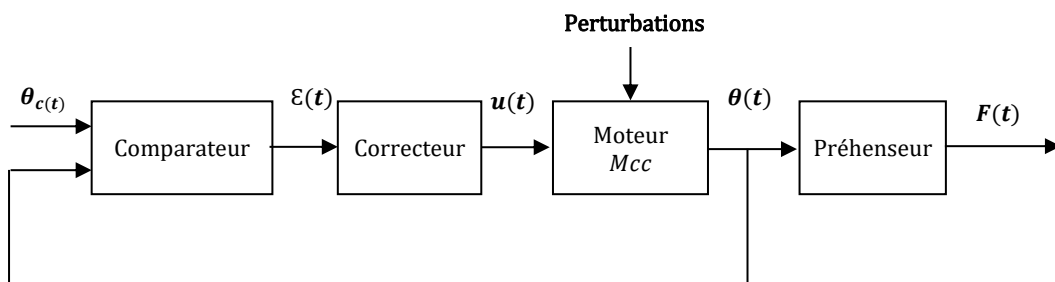 Perturbations
θc(t)
Ɛ(t)
u(t)
θ(t)
F(t)
Comparateur
Correcteur
Moteur
Mcc
Préhenseur